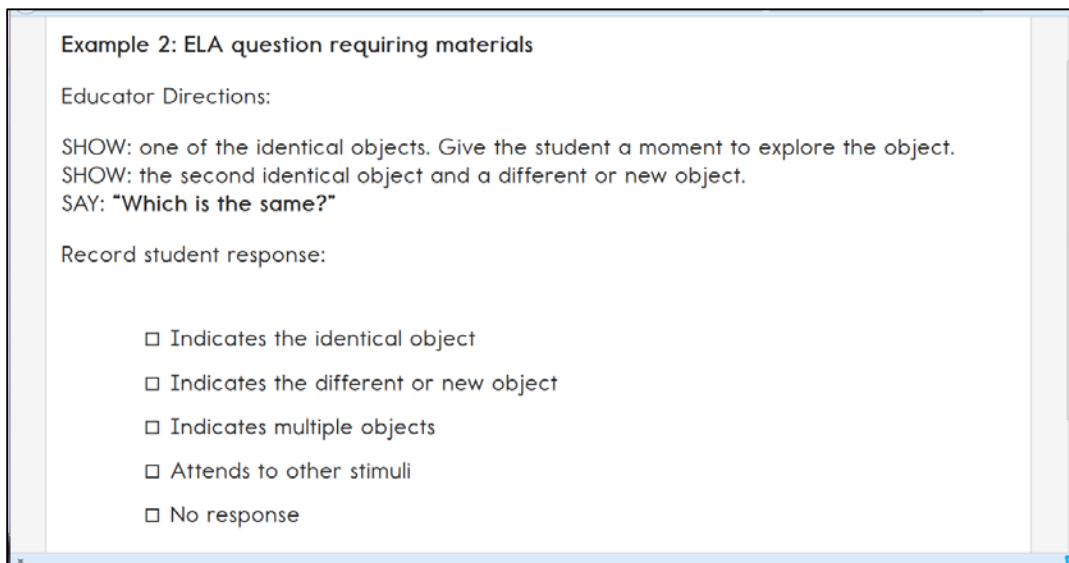 Example 2: ELA question requiring materials
Educator Directions:
SHOW: one of the identical objects. Give the student a moment to explore the object.
SHOW: the second identical object and a different or new object.
SAY: “Which is the same?”
Record student response:
☐ Indicates the identical object
☐ Indicates the different or new object
☐ Indicates multiple objects
☐ Attends to other stimuli
☐ No response